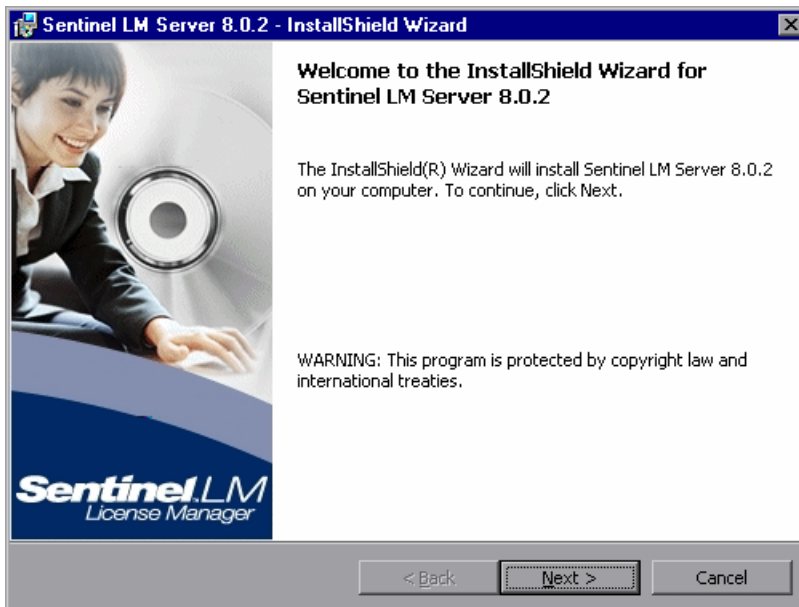 Sentinel LM Server 8.0.2 - InstallShield Wizard
Welcome to the InstallShield Wizard for
Sentinel LM Server 8.0.2
The InstallShield(R) Wizard will install Sentinel LM Server 8.0.2
on your computer. To continue, click Next.
WARNING: This program is protected by copyright law and
international treaties.
Sentinel.LM
License Manager
< Back
Next >
Cancel